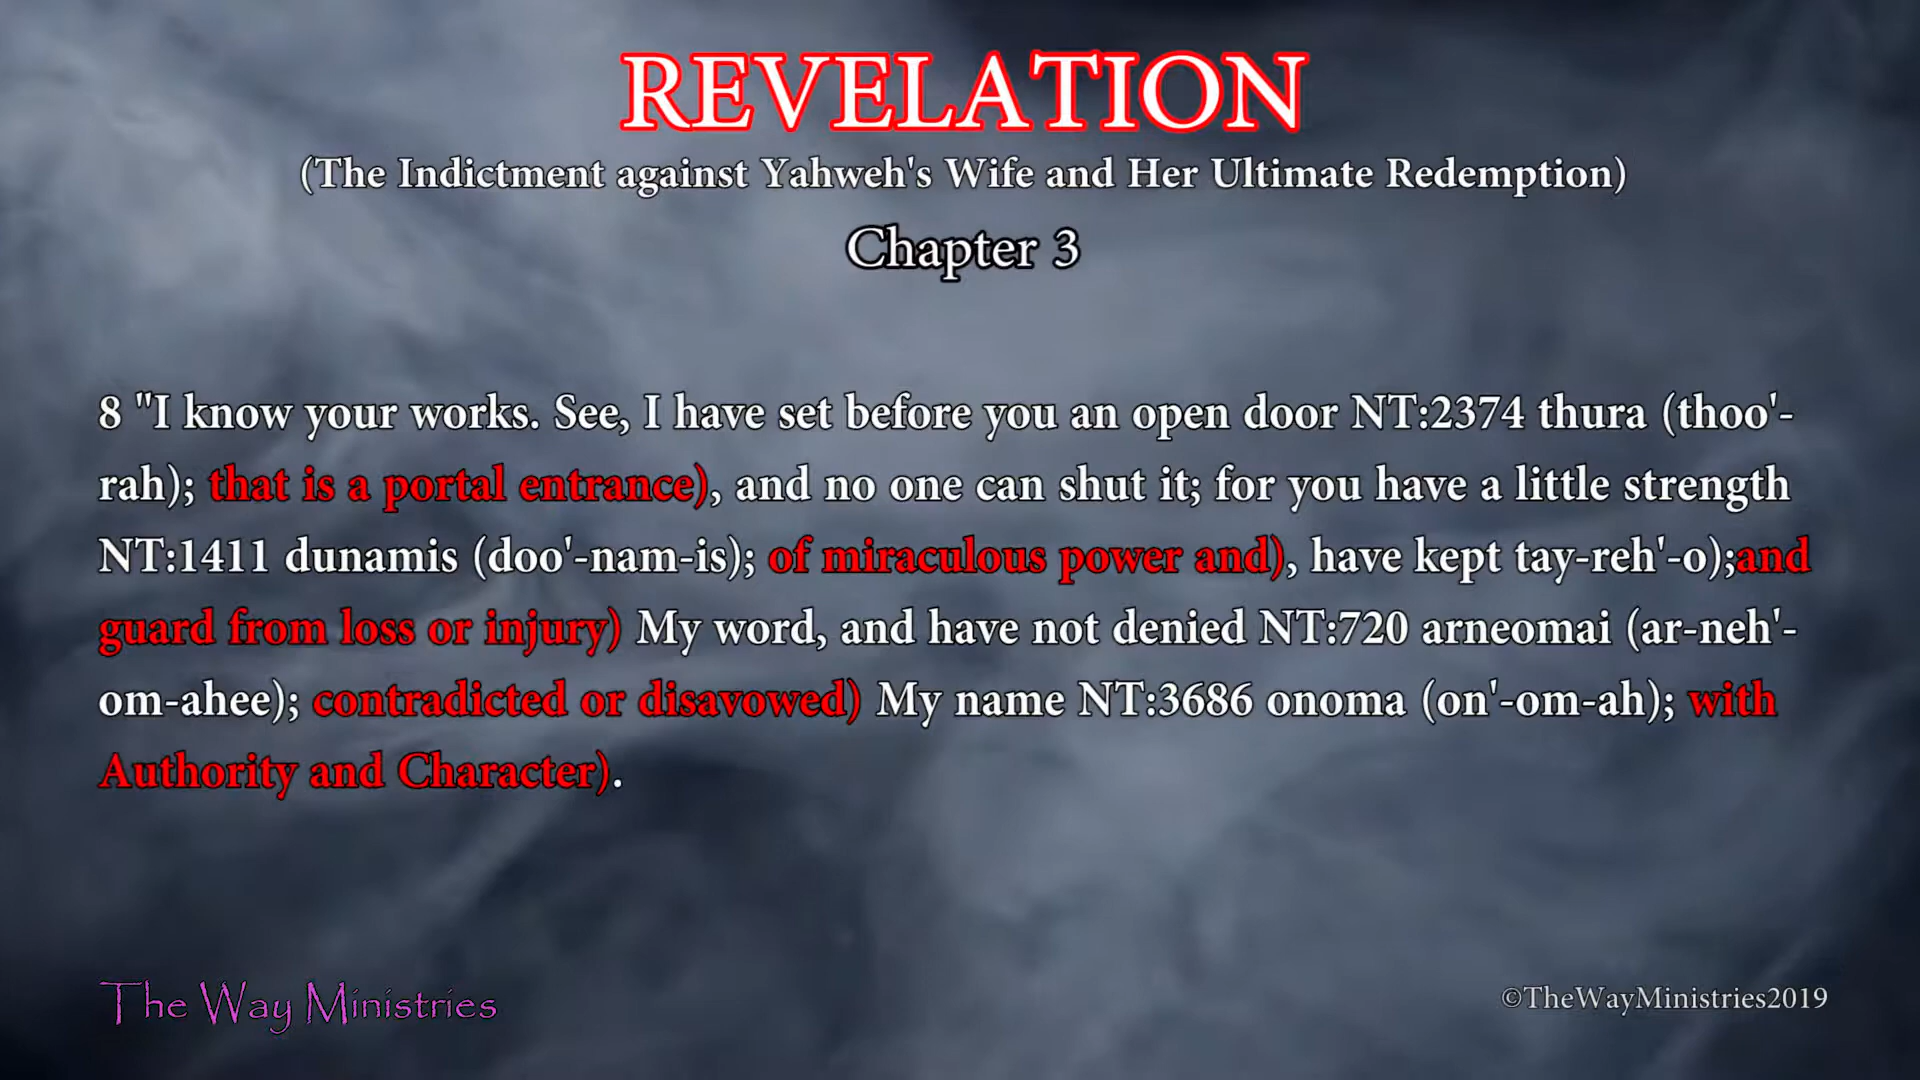 REVELATION
(The Indictment against Yahweh's Wife and Her Ultimate Redemption)
Chapter 3
8 "I know your works. See, I have set before you an open door NT:2374 thura (thoo'-
rah); that is a portal entrance), and no one can shut it; for you have a little strength
NT:1411 dunamis (doo'-nam-is); of miraculous power and), have kept tay-reh'-o);and
guard from loss or injury) My word, and have not denied NT:720 arneomai (ar-neh'-
om-ahee); contradicted or disavowed) My name NT:3686 onoma (on'-om-ah); with
Authority and Character).
The Way Ministries
©TheWayMinistries2019